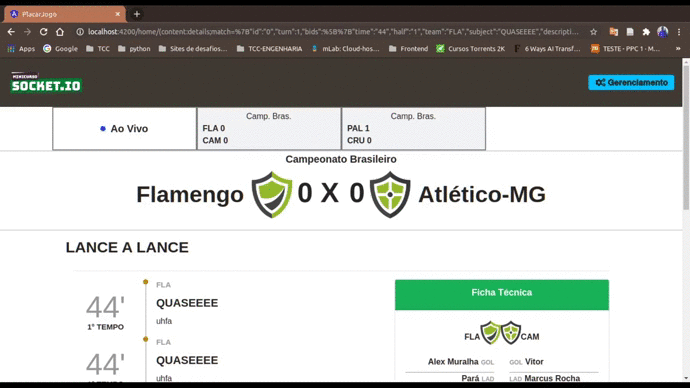 PlacarJogo
localhost:4200/home/(content:details;match=%7B"id":"0","turn":1,"bids":%5B%7B"time":"44","half":"1","team":"FLA","subject":"QUASEEEE","descripti...
Apps
Google
TCC
python
Sites de desafios...
TCC-ENGENHARIA
mLab: Cloud-hos...
Frontend
Cursos Torrents 2K
6 Ways AI Transf...
TESTE - PPC 1 - M...
MINICURSO
SOCKET.IO
Gerenciamento
Ao Vivo
Camp. Bras.
FLA 0
CAM 0
Camp. Bras.
PAL 1
CRU 0
Campeonato Brasileiro
Flamengo 0 X 0 Atlético-MG
LANCE A LANCE
44'
1º TEMPO
FLA
QUASEEEE
uhfa
44'
FLA
QUASEEEE
uhfa
Ficha Técnica
FLA CAM
Alex Muralha GOL GOL Vitor
Pará LAD LAD Marcus Rocha